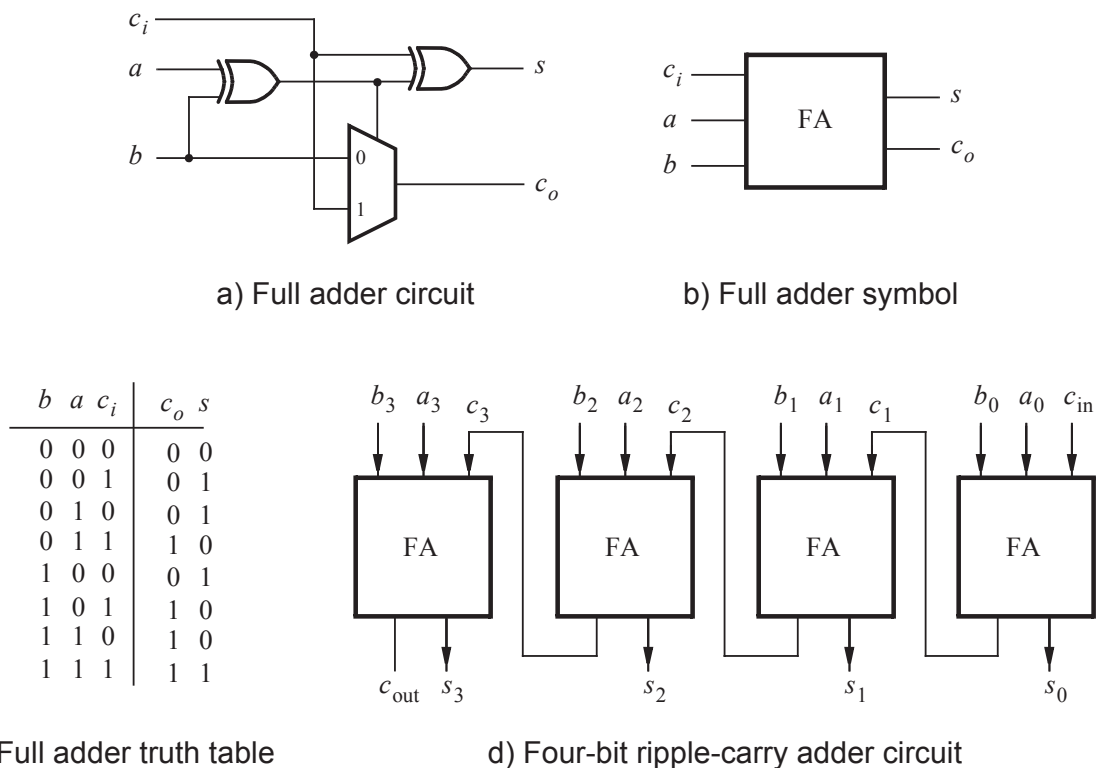 c_i
a
b
0
1
s
c_o
a) Full adder circuit
c_i
a
b
FA
s
c_o
b) Full adder symbol
b a c_i c_o s
0 0 0 0 0
0 0 1 0 1
0 1 0 0 1
0 1 1 1 0
1 0 0 0 1
1 0 1 1 0
1 1 0 1 0
1 1 1 1 1
Full adder truth table
b_3 a_3 c_3 b_2 a_2 c_2 b_1 a_1 c_1 b_0 a_0 c_in
FA FA FA FA
c_out s_3 s_2 s_1 s_0
d) Four-bit ripple-carry adder circuit